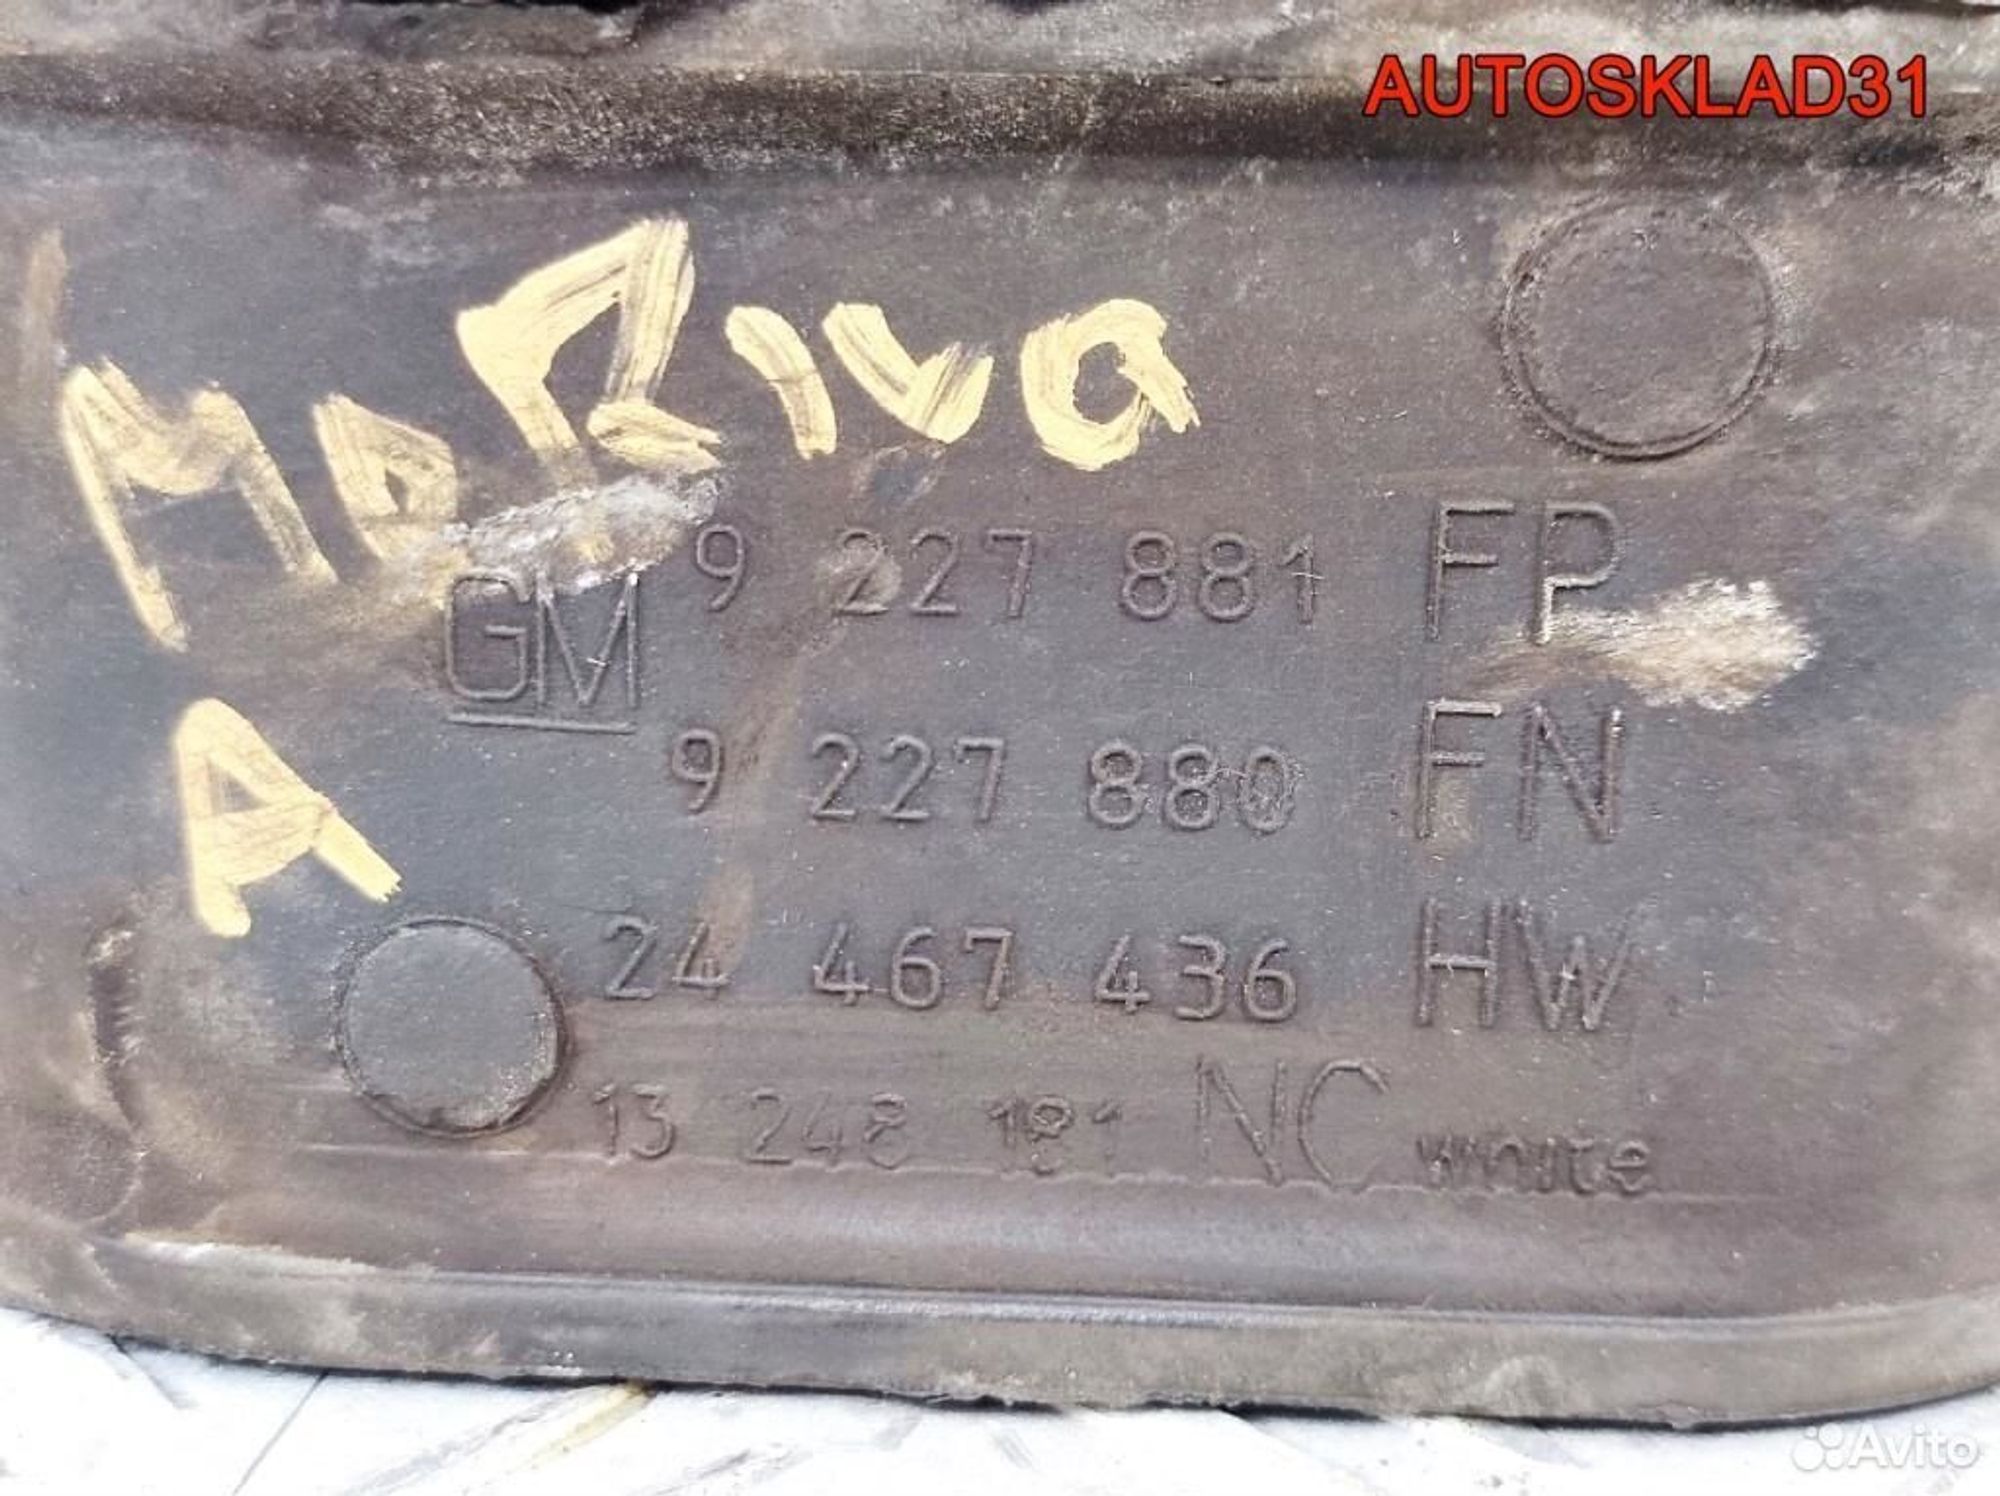 AUTOSKLAD31
MaRiva
A
GM 9 227 881 FP
9 227 880 FN
24 467 436 HW
13 248 181 NC white
Avito